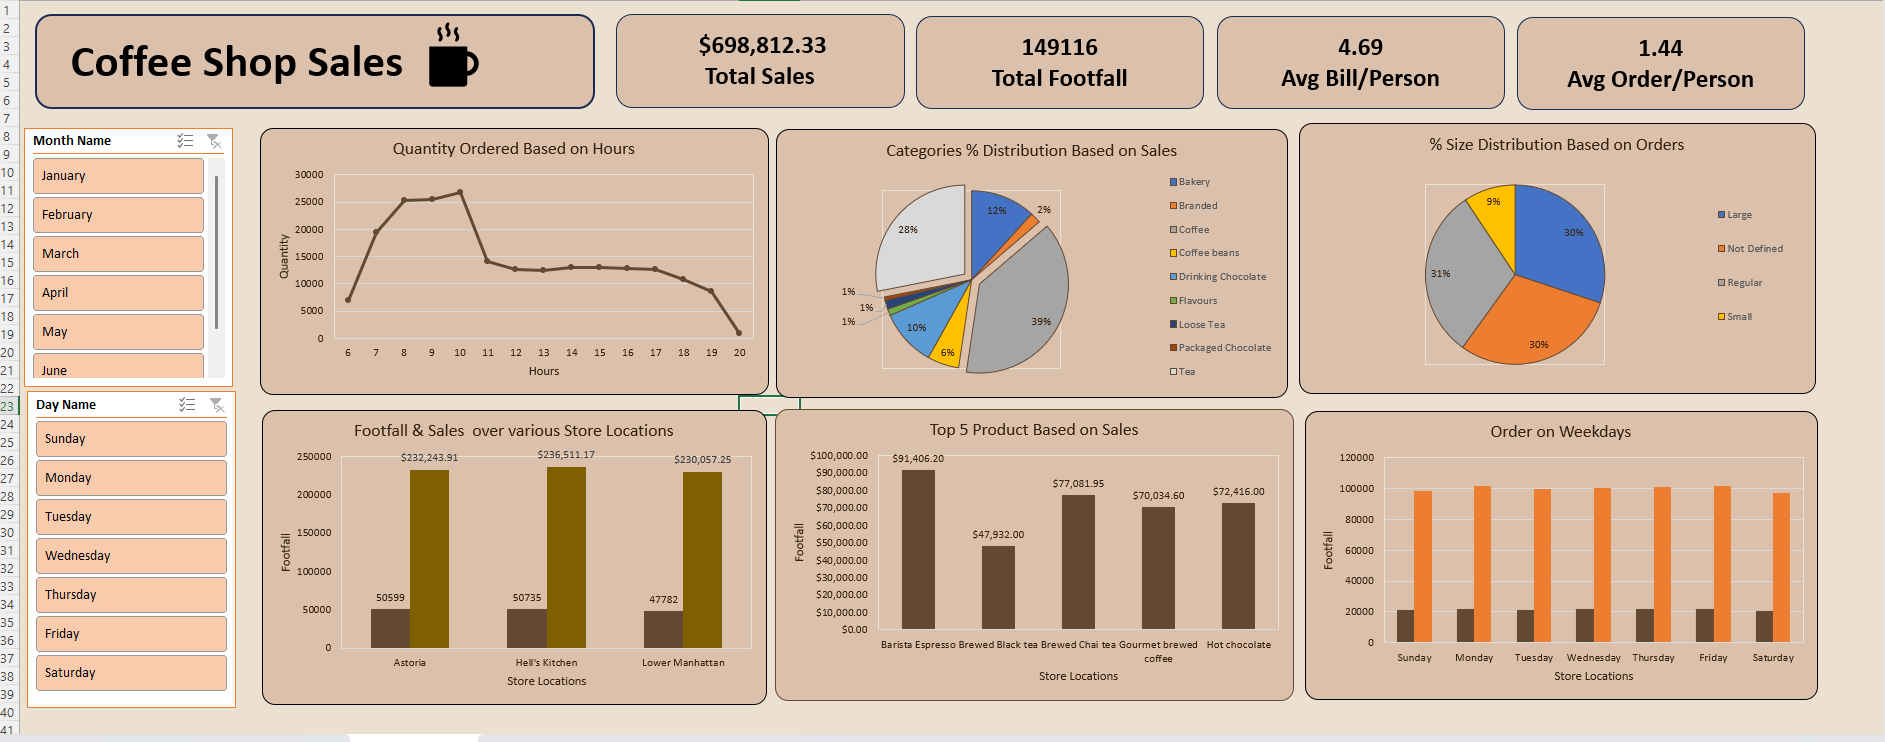 Coffee Shop Sales
$698,812.33
Total Sales
149116
Total Footfall
4.69
Avg Bill/Person
1.44
Avg Order/Person
1
2
3
4
5
6
7
8
9
10
11
12
13
14
15
16
17
18
19
20
21
22
23
24
25
26
27
28
29
30
31
32
33
34
35
36
37
38
39
40
41
Month Name
January
February
March
April
May
June
Day Name
Sunday
Monday
Tuesday
Wednesday
Thursday
Friday
Saturday
Quantity Ordered Based on Hours
Quantity
30000
25000
20000
15000
10000
5000
0
6 7 8 9 10 11 12 13 14 15 16 17 18 19 20
Hours
Categories % Distribution Based on Sales
12%
2%
39%
6%
10%
1%
1%
1%
28%
Bakery
Branded
Coffee
Coffee beans
Drinking Chocolate
Flavours
Loose Tea
Packaged Chocolate
Tea
% Size Distribution Based on Orders
30%
30%
31%
9%
Large
Not Defined
Regular
Small
Footfall & Sales over various Store Locations
Footfall
250000
200000
150000
100000
50000
0
$232,243.91
$236,511.17
$230,057.25
50599
50735
47782
Astoria
Hell's Kitchen
Lower Manhattan
Store Locations
Top 5 Product Based on Sales
Footfall
$100,000.00
$90,000.00
$80,000.00
$70,000.00
$60,000.00
$50,000.00
$40,000.00
$30,000.00
$20,000.00
$10,000.00
$0.00
$91,406.20
$47,932.00
$77,081.95
$70,034.60
$72,416.00
Barista Espresso
Brewed Black tea
Brewed Chai tea
Gourmet brewed
coffee
Hot chocolate
Store Locations
Order on Weekdays
Footfall
120000
100000
80000
60000
40000
20000
0
Sunday
Monday
Tuesday
Wednesday
Thursday
Friday
Saturday
Store Locations